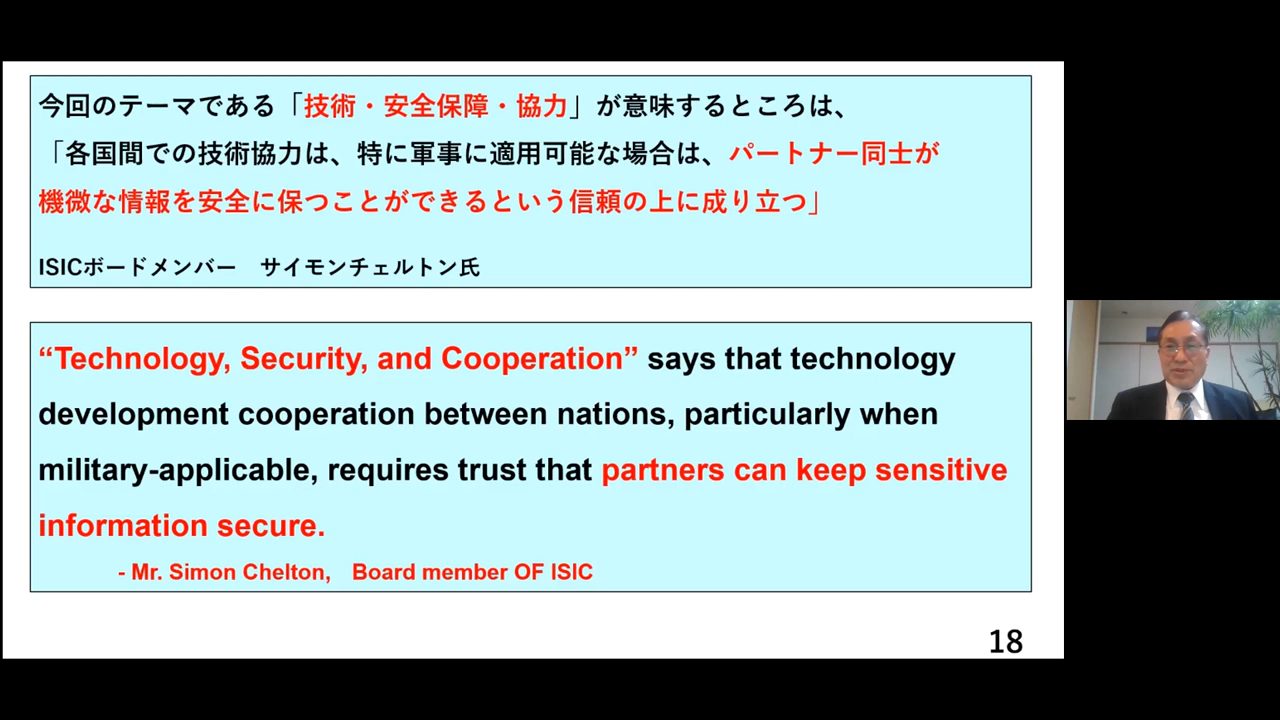 今回のテーマである「技術・安全保障・協力」が意味するところは、
「各国間での技術協力は、特に軍事に適用可能な場合は、パートナー同士が
機微な情報を安全に保つことができるという信頼の上に成り立つ」
ISICボードメンバー　サイモンチェルトン氏
“Technology, Security, and Cooperation” says that technology
development cooperation between nations, particularly when
military-applicable, requires trust that partners can keep sensitive
information secure.
- Mr. Simon Chelton,　Board member OF ISIC
18